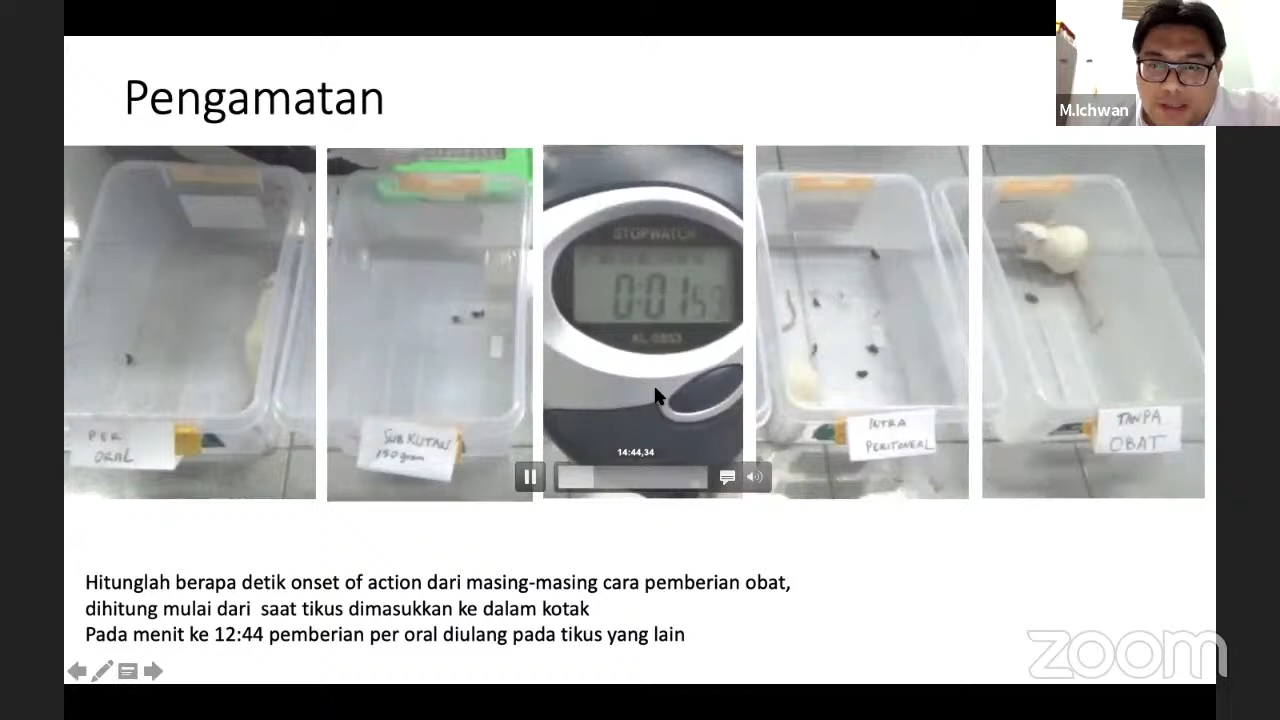 M.Ichwan
Pengamatan
STOPWATCH
0:01 53
PER
ORAL
SUBKUTAN
150 gram
INTRA
PERITONEAL
TANPA
OBAT
14:44,34
Hitunglah berapa detik onset of action dari masing-masing cara pemberian obat,
dihitung mulai dari saat tikus dimasukkan ke dalam kotak
Pada menit ke 12:44 pemberian per oral diulang pada tikus yang lain
zoom